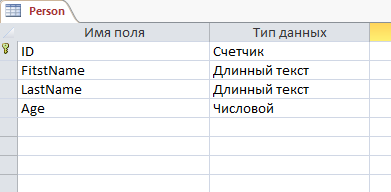 Person
Имя поля Тип данных
ID Счетчик
FitstName Длинный текст
LastName Длинный текст
Age Числовой